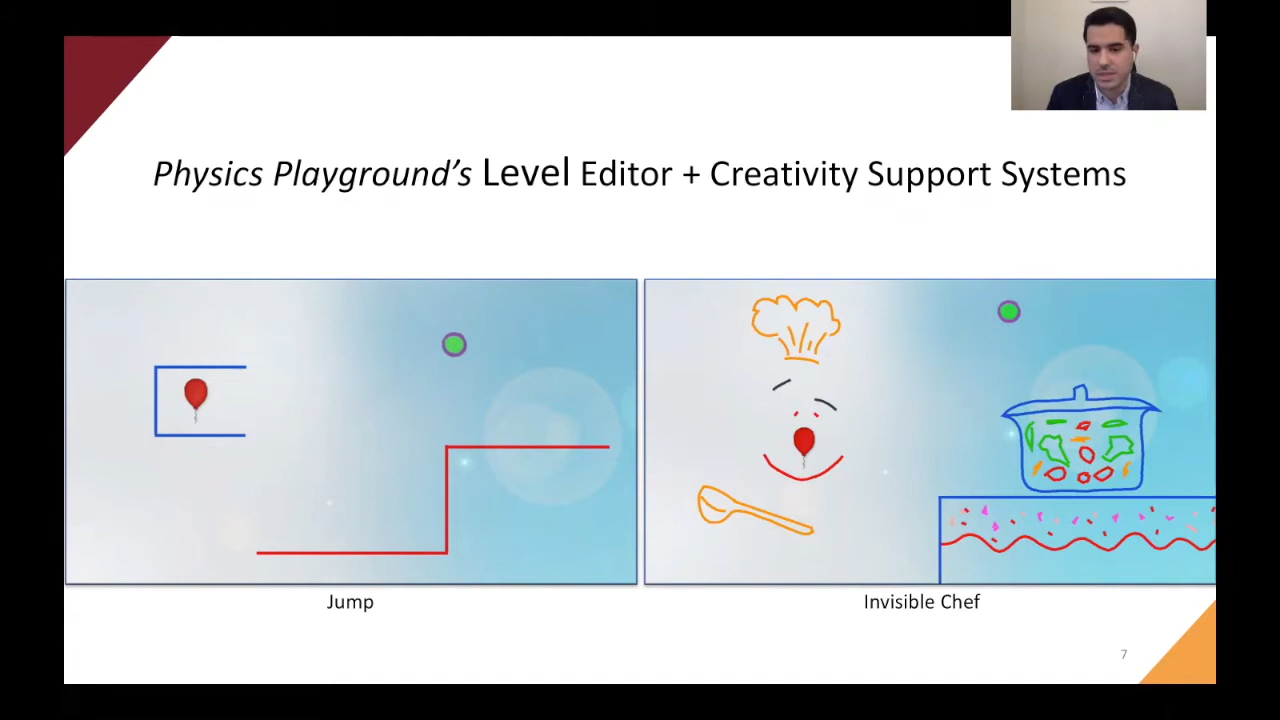 Physics Playground's Level Editor + Creativity Support Systems
Jump
Invisible Chef
7